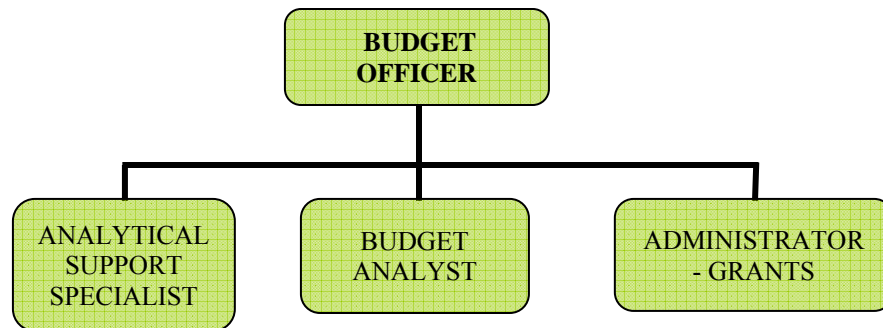 BUDGET
OFFICER
ANALYTICAL
SUPPORT
SPECIALIST
BUDGET
ANALYST
ADMINISTRATOR
- GRANTS